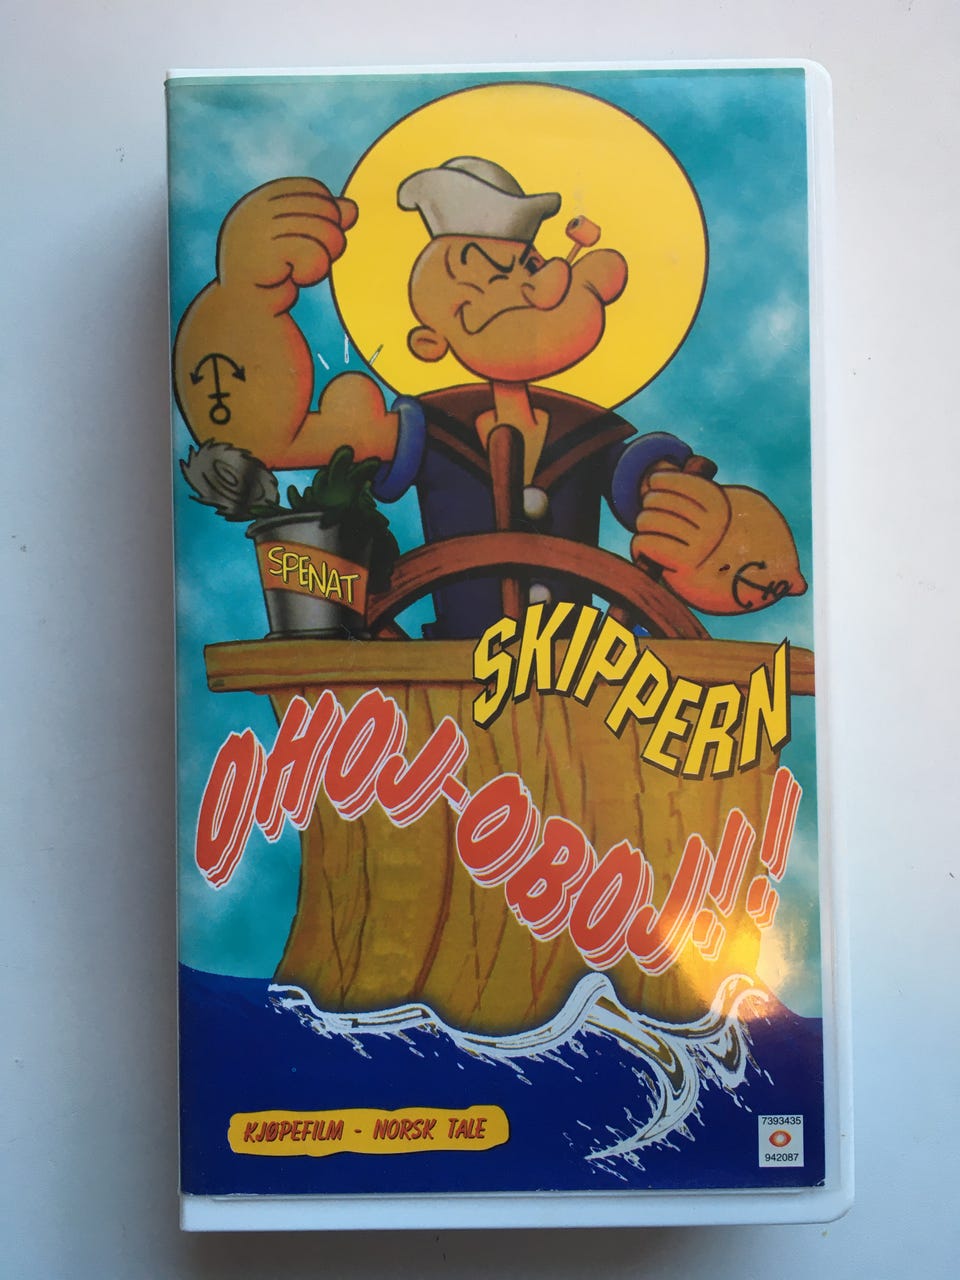 SPENAT
SKIPPERN
OHOJ-OBOJ!!!
KJØPEFILM - NORSK TALE
7393435
942087